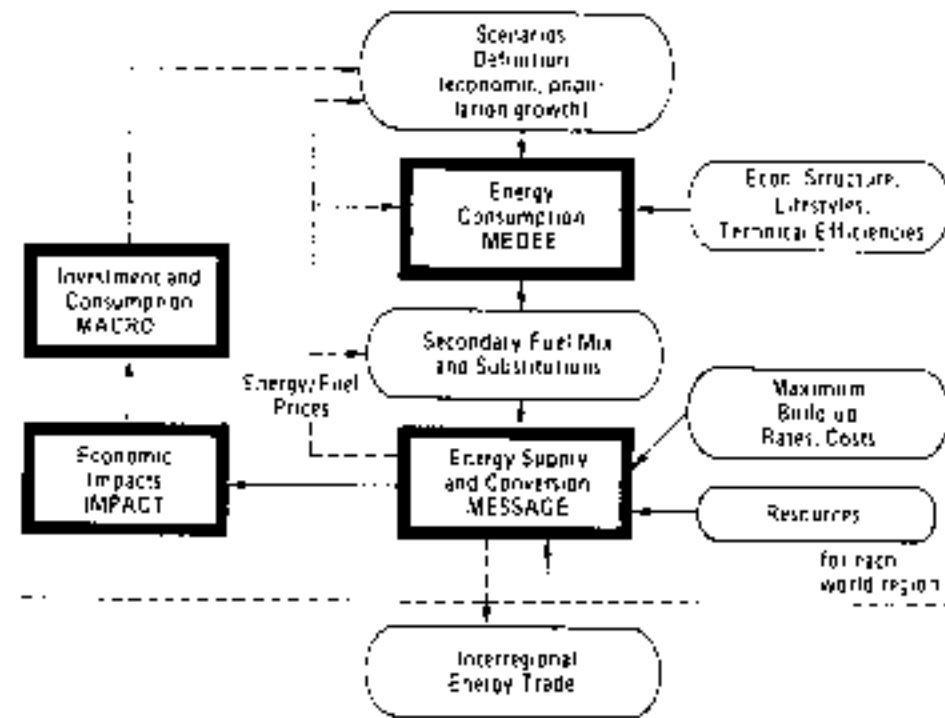 Scenarios
Definition
(economic, popu-
lation growth)
Energy
Consumption
MEDEE
Econ. Structure,
Lifestyles,
Technical Efficiencies
Investment and
Consumption
MACRO
Secondary Fuel Mix
and Substitutions
Energy/Fuel
Prices
Maximum
Build up
Rates, Costs
Economic
Impacts
IMPACT
Energy Supply
and Conversion
MESSAGE
Resources
for each
world region
Interregional
Energy Trade